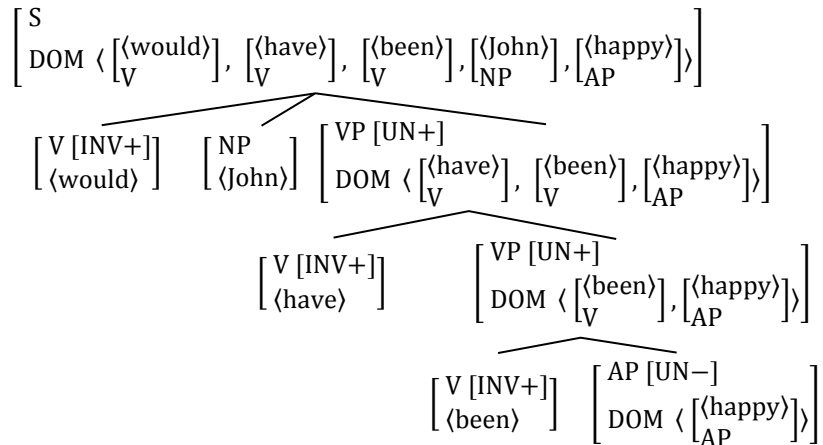 S
DOM ⟨ [⟨would⟩ V], [⟨have⟩ V], [⟨been⟩ V], [⟨John⟩ NP], [⟨happy⟩ AP]⟩
V [INV+] NP VP [UN+]
⟨would⟩ ⟨John⟩ DOM ⟨ [⟨have⟩ V], [⟨been⟩ V], [⟨happy⟩ AP]⟩
V [INV+] VP [UN+]
⟨have⟩ DOM ⟨ [⟨been⟩ V], [⟨happy⟩ AP]⟩
V [INV+] AP [UN−]
⟨been⟩ DOM ⟨ [⟨happy⟩ AP]⟩